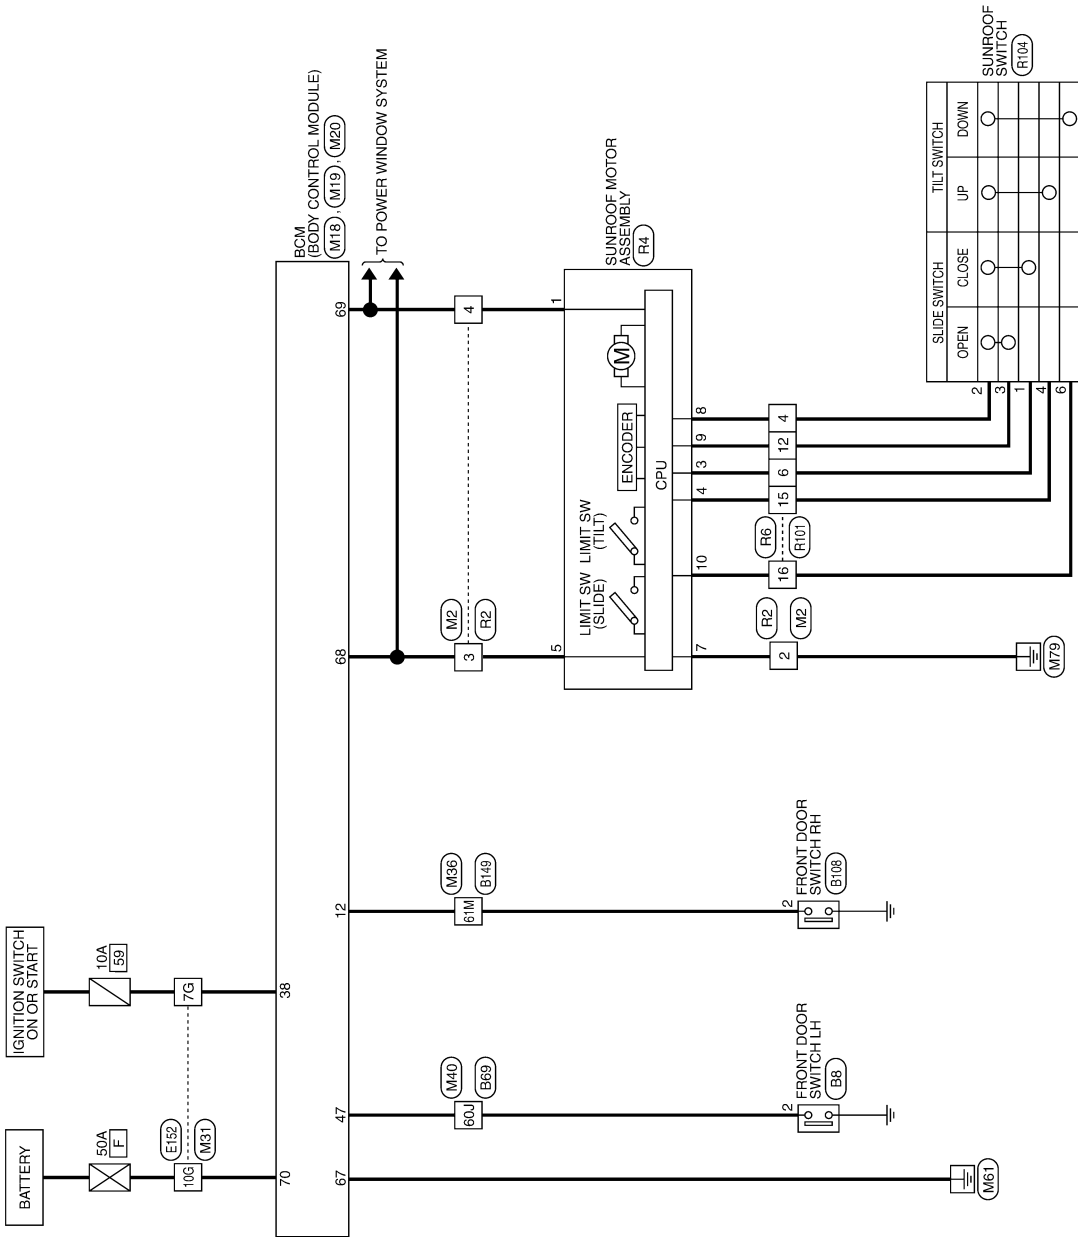 BATTERY
IGNITION SWITCH
ON OR START
50A
F
10A
59
10G
E152
M31
7G
70
38
BCM
(BODY CONTROL MODULE)
M18 , M19 , M20
67
47
12
68
69
TO POWER WINDOW SYSTEM
60J
M40
B69
61M
M36
B149
3
M2
R2
4
5
1
SUNROOF MOTOR
ASSEMBLY
R4
LIMIT SW
(SLIDE)
LIMIT SW
(TILT)
ENCODER
M
CPU
7
10
4
3
9
8
2
R2
M2
16
R6
R101
15
6
12
4
2
FRONT DOOR
SWITCH LH
B8
2
FRONT DOOR
SWITCH RH
B108
M61
M79
SLIDE SWITCH
TILT SWITCH
OPEN
CLOSE
UP
DOWN
SUNROOF
SWITCH
R104
2
3
1
4
6